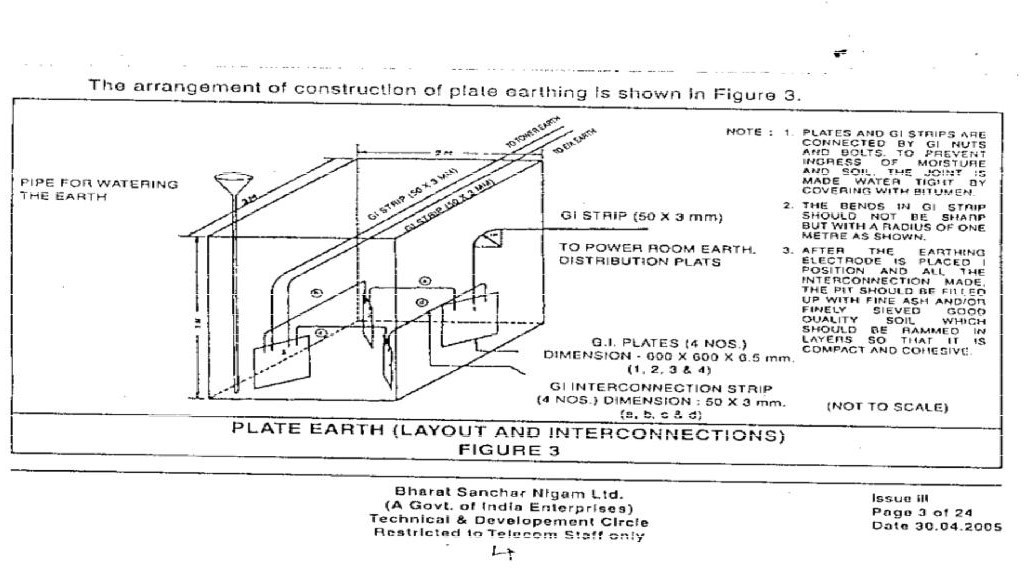 The arrangement of construction of plate earthing is shown in Figure 3.
PIPE FOR WATERING
THE EARTH
2 M
2 M
TO TOWER EARTH
TO EX. EARTH
GI STRIP (50 X 3 MM)
GI STRIP (50 X 3 MM)
GI STRIP (50 X 3 mm)
TO POWER ROOM EARTH.
DISTRIBUTION PLATS
G.I. PLATES (4 NOS.)
DIMENSION - 600 X 600 X 6.5 mm.
(1, 2, 3 & 4)
GI INTERCONNECTION STRIP
(4 NOS.) DIMENSION : 50 X 3 mm.
(a, b, c & d)
NOTE : 1. PLATES AND GI STRIPS ARE
CONNECTED BY GI NUTS
AND BOLTS. TO PREVENT
INGRESS OF MOISTURE
AND SOIL, THE JOINT IS
MADE WATER TIGHT BY
COVERING WITH BITUMEN.
2. THE BENDS IN GI STRIP
SHOULD NOT BE SHARP
BUT WITH A RADIUS OF ONE
METRE AS SHOWN.
3. AFTER THE EARTHING
ELECTRODE IS PLACED I
POSITION AND ALL THE
INTERCONNECTION MADE,
THE PIT SHOULD BE FILLED
UP WITH FINE ASH AND/OR
FINELY SIEVED GOOD
QUALITY SOIL WHICH
SHOULD BE RAMMED IN
LAYERS SO THAT IT IS
COMPACT AND COHESIVE.
(NOT TO SCALE)
PLATE EARTH (LAYOUT AND INTERCONNECTIONS)
FIGURE 3
Bharat Sanchar Nigam Ltd.
(A Govt. of India Enterprises)
Technical & Developement Circle
Restricted to Telecom Staff only
Issue III
Page 3 of 24
Date 30.04.2005
4